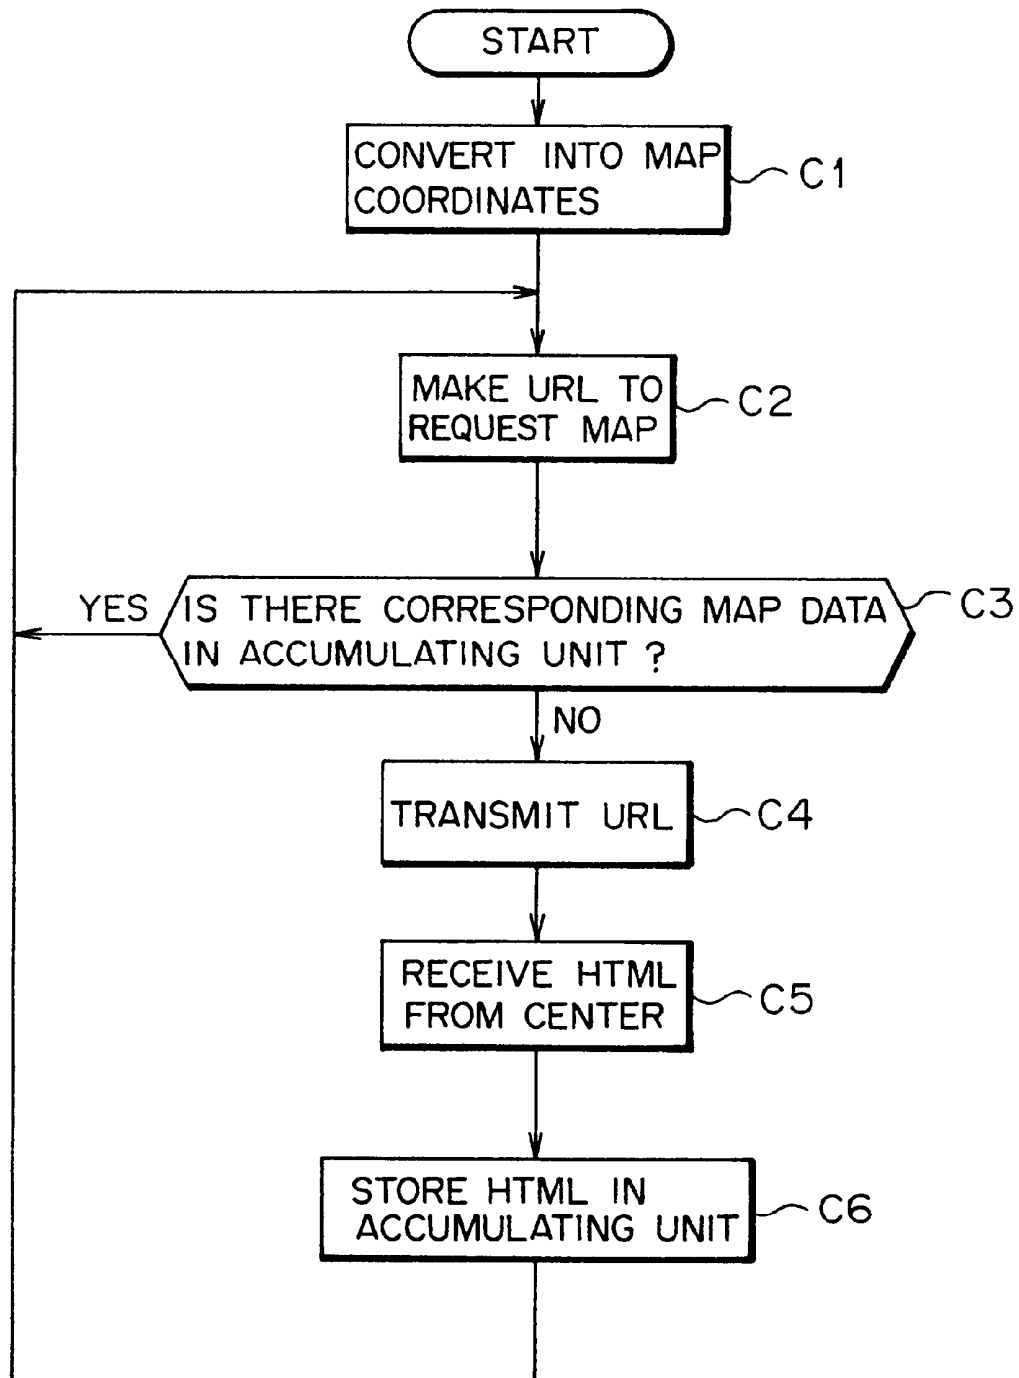 START
CONVERT INTO MAP
COORDINATES
C1
MAKE URL TO
REQUEST MAP
C2
YES
IS THERE CORRESPONDING MAP DATA
IN ACCUMULATING UNIT ?
C3
NO
TRANSMIT URL
C4
RECEIVE HTML
FROM CENTER
C5
STORE HTML IN
ACCUMULATING UNIT
C6